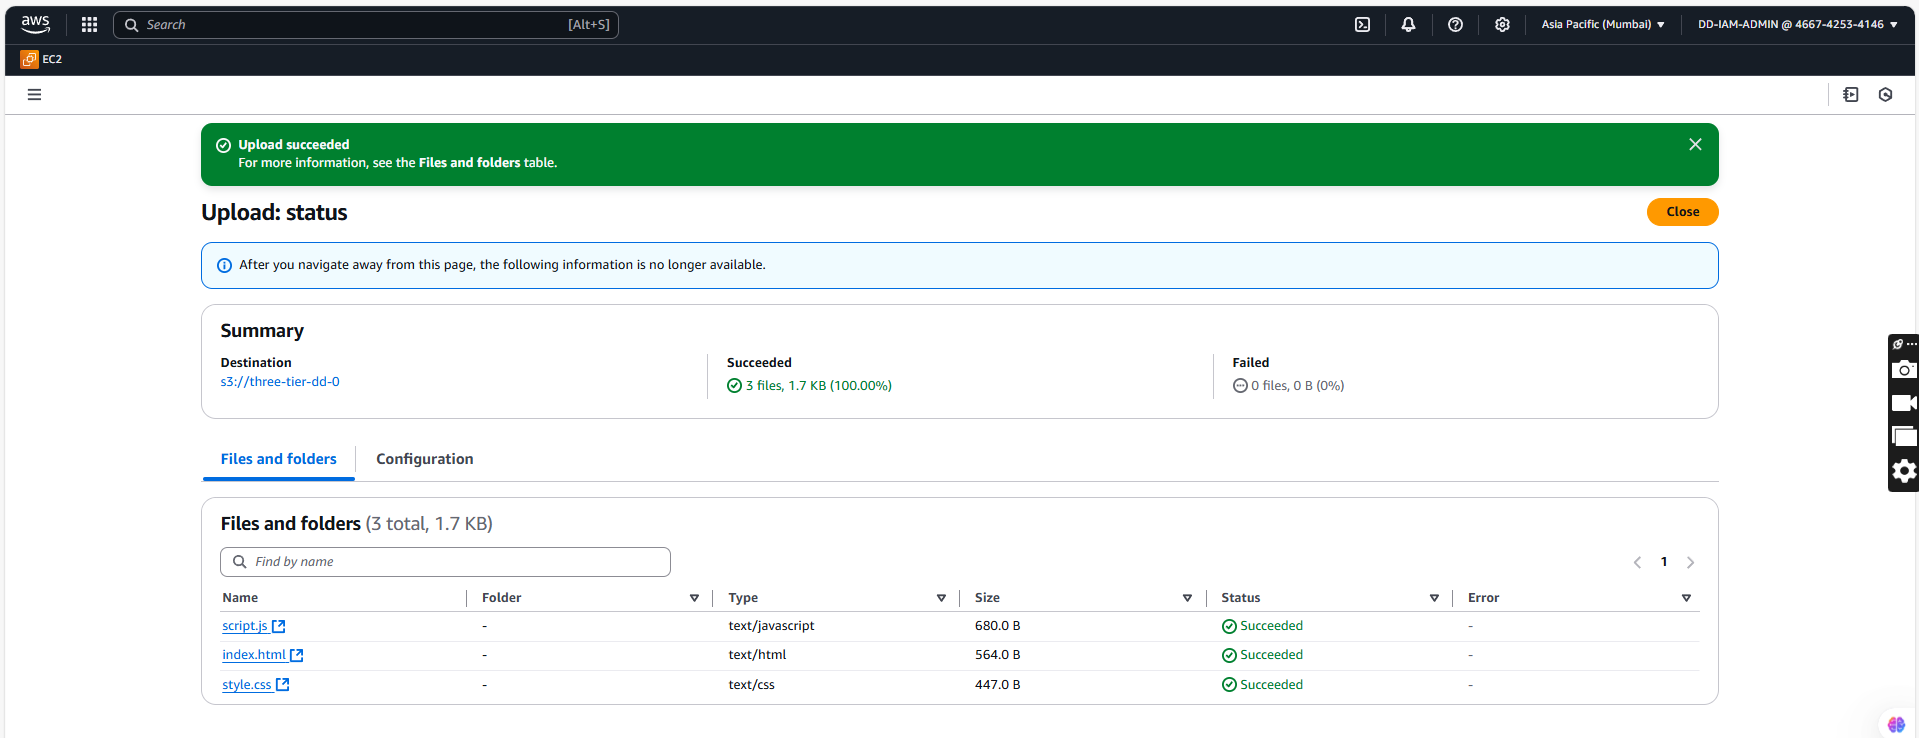 aws
Search
[Alt+S]
Asia Pacific (Mumbai)
DD-IAM-ADMIN @ 4667-4253-4146
EC2
Upload succeeded
For more information, see the Files and folders table.
Upload: status
Close
After you navigate away from this page, the following information is no longer available.
Summary
Destination
s3://three-tier-dd-0
Succeeded
3 files, 1.7 KB (100.00%)
Failed
0 files, 0 B (0%)
Files and folders
Configuration
Files and folders (3 total, 1.7 KB)
Find by name
1
Name Folder Type Size Status Error
script.js - text/javascript 680.0 B Succeeded -
index.html - text/html 564.0 B Succeeded -
style.css - text/css 447.0 B Succeeded -